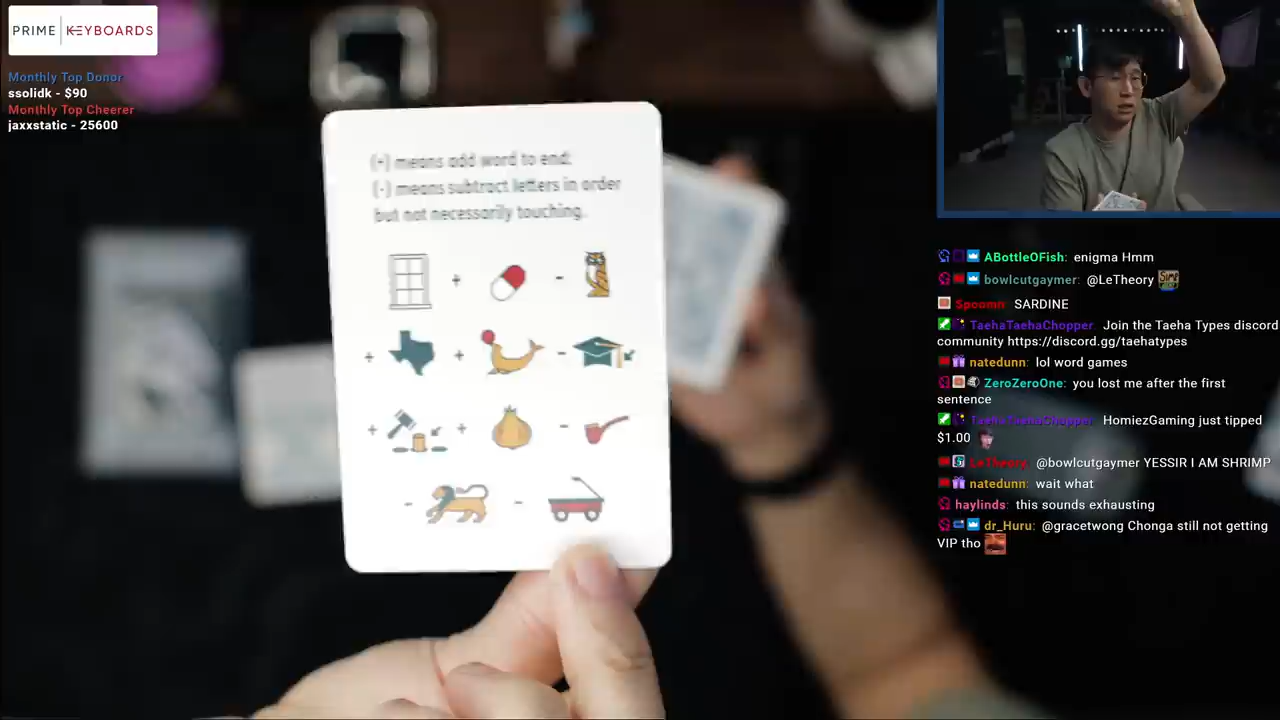 PRIME | KEYBOARDS
Monthly Top Donor
ssolidk - $90
Monthly Top Cheerer
jaxxstatic - 25600
(+) means add word to end.
(-) means subtract letters in order
but not necessarily touching.
+ -
+ + -
+ + -
- -
ABottleOfFish: enigma Hmm
bowlcutgaymer: @LeTheory
Spoomn: SARDINE
TaehaTaehaChopper: Join the Taeha Types discord
community https://discord.gg/taehatypes
natedunn: lol word games
ZeroZeroOne: you lost me after the first
sentence
TaehaTaehaChopper: HomiezGaming just tipped
$1.00
LeTheory: @bowlcutgaymer YESSIR I AM SHRIMP
natedunn: wait what
haylinds: this sounds exhausting
dr_Huru: @gracetwong Chonga still not getting
VIP tho